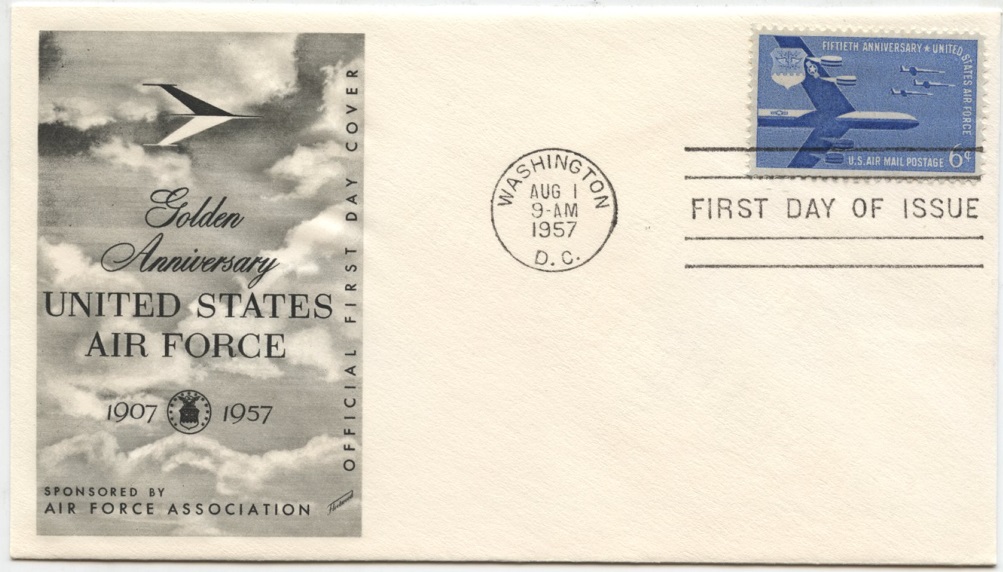 Golden
Anniversary
UNITED STATES
AIR FORCE
1907 1957
SPONSORED BY
AIR FORCE ASSOCIATION
OFFICIAL FIRST DAY COVER
WASHINGTON
AUG 1
9-AM
1957
D.C.
FIFTIETH ANNIVERSARY ★ UNITED STATES AIR FORCE
U.S. AIR MAIL POSTAGE 6¢
FIRST DAY OF ISSUE